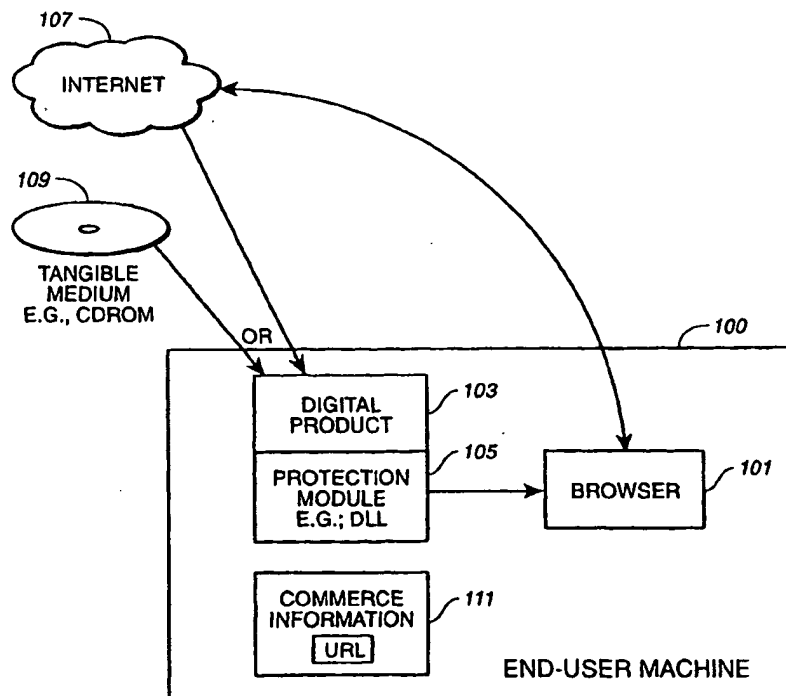 107
INTERNET
109
TANGIBLE
MEDIUM
E.G., CDROM
OR
100
DIGITAL
PRODUCT
103
PROTECTION
MODULE
E.G.; DLL
105
BROWSER
101
COMMERCE
INFORMATION
URL
111
END-USER MACHINE